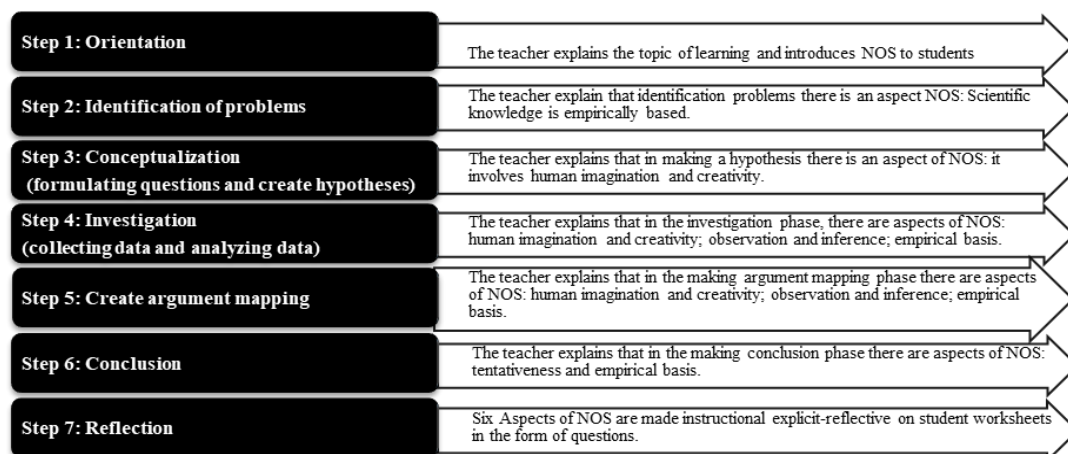 Step 1: Orientation
The teacher explains the topic of learning and introduces NOS to students
Step 2: Identification of problems
The teacher explain that identification problems there is an aspect NOS: Scientific
knowledge is empirically based.
Step 3: Conceptualization
(formulating questions and create hypotheses)
The teacher explains that in making a hypothesis there is an aspect of NOS: it
involves human imagination and creativity.
Step 4: Investigation
(collecting data and analyzing data)
The teacher explains that in the investigation phase, there are aspects of NOS:
human imagination and creativity; observation and inference; empirical basis.
Step 5: Create argument mapping
The teacher explains that in the making argument mapping phase there are aspects
of NOS: human imagination and creativity; observation and inference; empirical
basis.
Step 6: Conclusion
The teacher explains that in the making conclusion phase there are aspects of NOS:
tentativeness and empirical basis.
Step 7: Reflection
Six Aspects of NOS are made instructional explicit-reflective on student worksheets
in the form of questions.